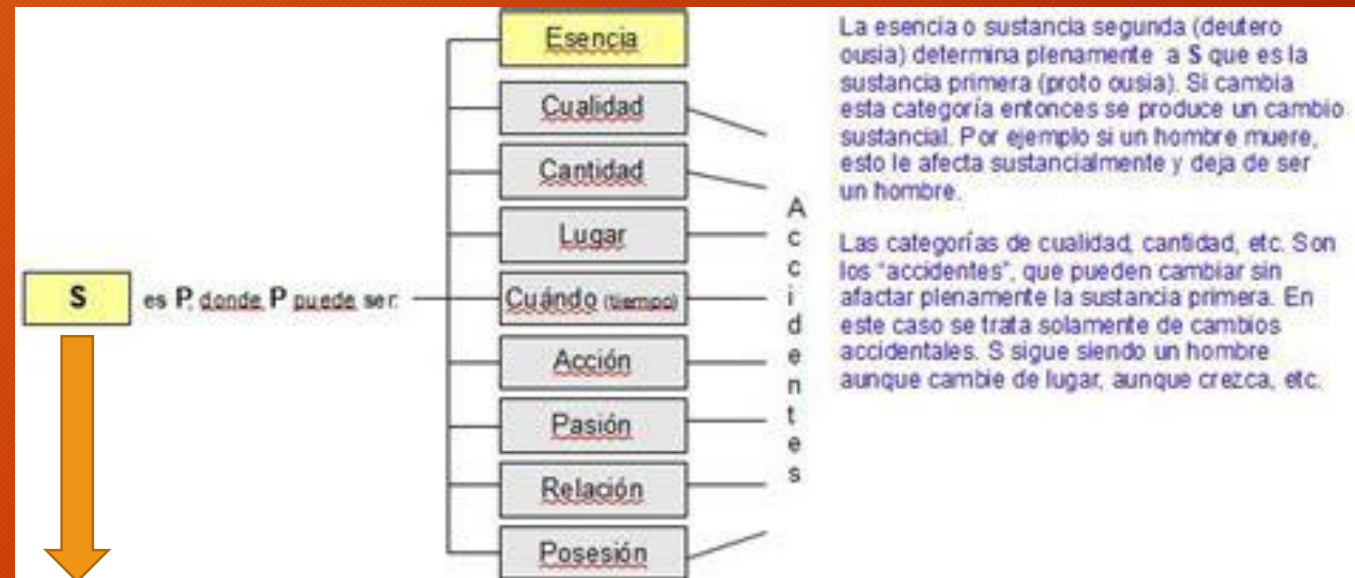 Esencia
Cualidad
Cantidad
Lugar
S es P, donde P puede ser:
Cuándo (tiempo)
Acción
Pasión
Relación
Posesión
Accidentes
La esencia o sustancia segunda (deutero
ousia) determina plenamente a S que es la
sustancia primera (proto ousia). Si cambia
esta categoría entonces se produce un cambio
sustancial. Por ejemplo si un hombre muere,
esto le afecta sustancialmente y deja de ser
un hombre.
Las categorías de cualidad, cantidad, etc. Son
los "accidentes", que pueden cambiar sin
afactar plenamente la sustancia primera. En
este caso se trata solamente de cambios
accidentales. S sigue siendo un hombre
aunque cambie de lugar, aunque crezca, etc.